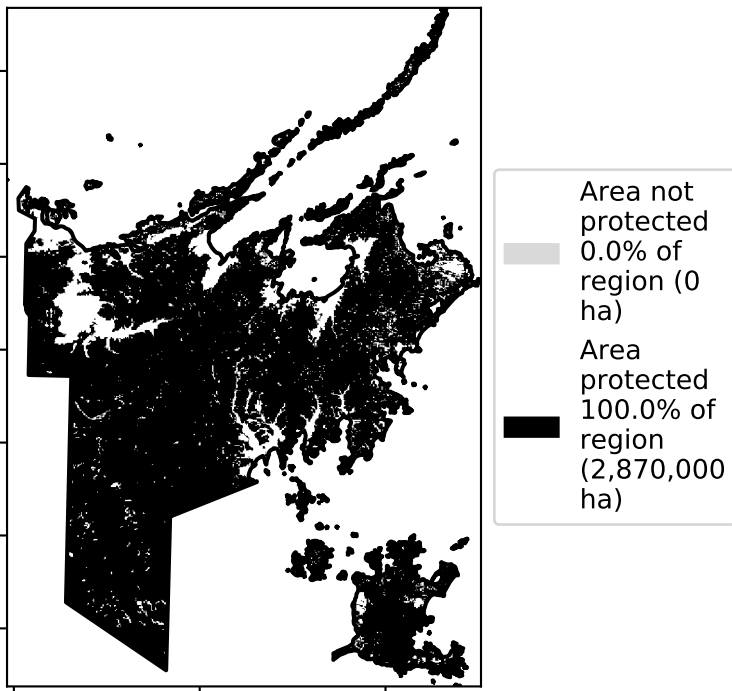 Area not
protected
0.0% of
region (0
ha)
Area
protected
100.0% of
region
(2,870,000
ha)